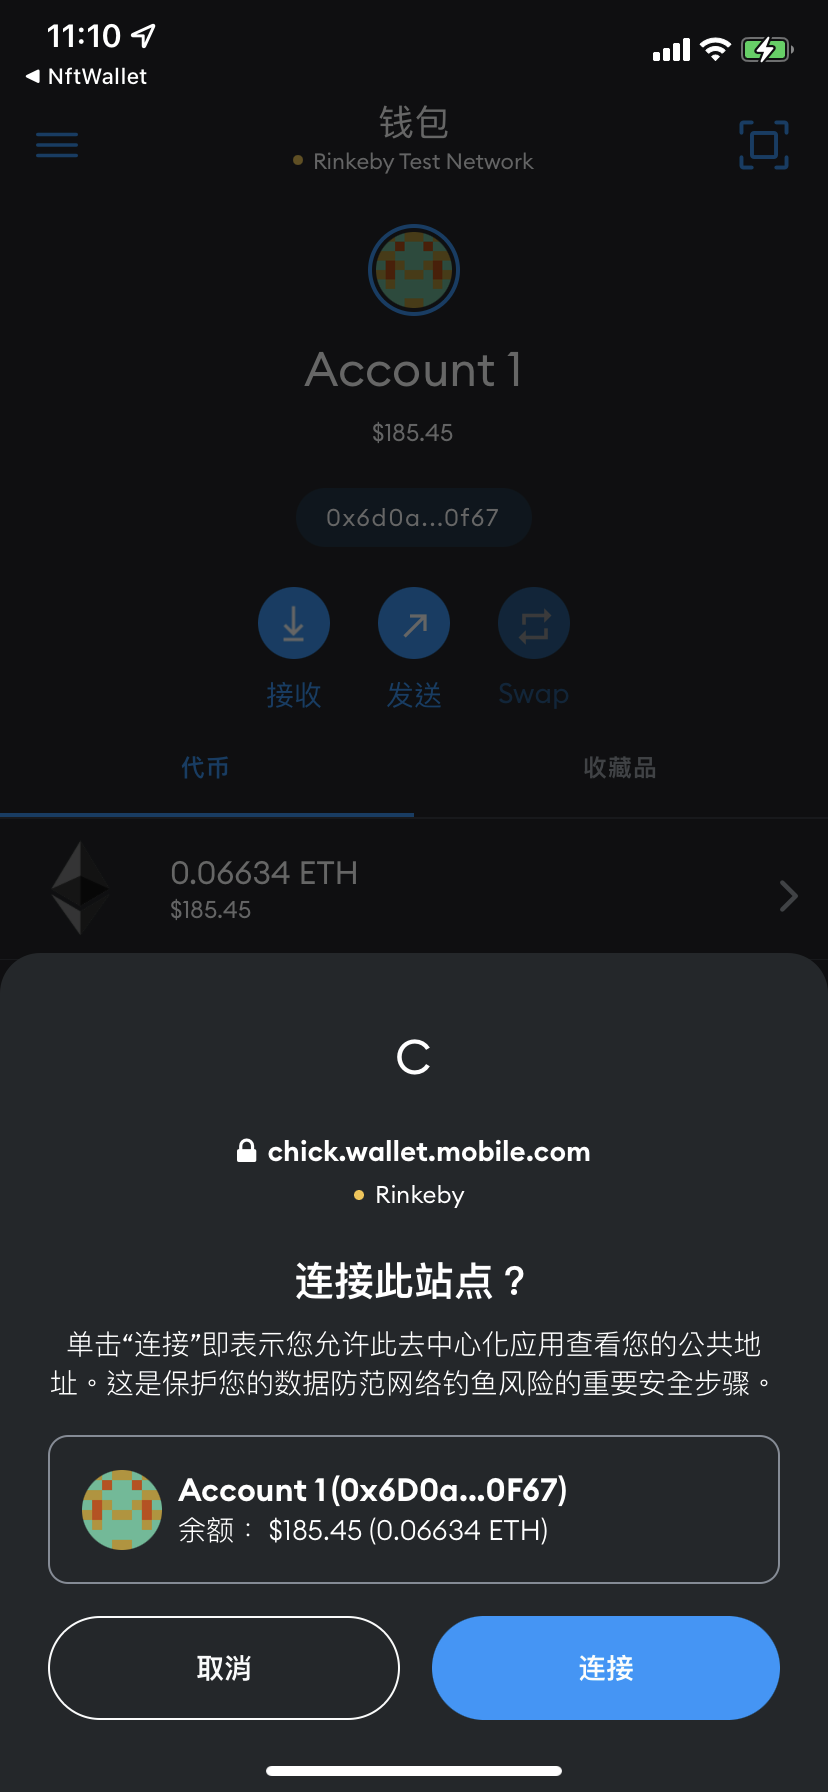 11:10
NftWallet
钱包
Rinkeby Test Network
Account 1
$185.45
0x6d0a...0f67
接收
发送
Swap
代币
收藏品
0.06634 ETH
$185.45
chick.wallet.mobile.com
Rinkeby
连接此站点？
单击“连接”即表示您允许此去中心化应用查看您的公共地
址。这是保护您的数据防范网络钓鱼风险的重要安全步骤。
Account 1 (0x6D0a...0F67)
余额： $185.45 (0.06634 ETH)
取消
连接